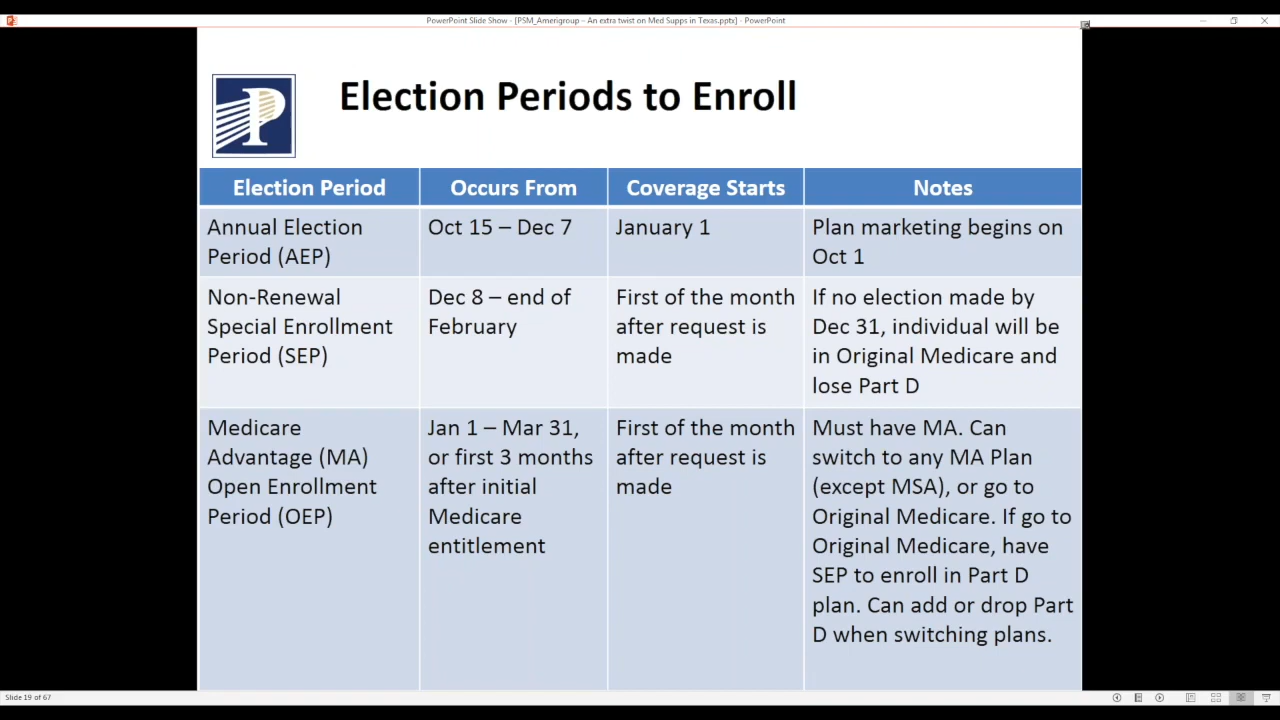 PowerPoint Slide Show - [PSM_Amerigroup – An extra twist on Med Supps in Texas.pptx] - PowerPoint
P
Election Periods to Enroll
Election Period
Occurs From
Coverage Starts
Notes
Annual Election
Period (AEP)
Oct 15 – Dec 7
January 1
Plan marketing begins on
Oct 1
Non-Renewal
Special Enrollment
Period (SEP)
Dec 8 – end of
February
First of the month
after request is
made
If no election made by
Dec 31, individual will be
in Original Medicare and
lose Part D
Medicare
Advantage (MA)
Open Enrollment
Period (OEP)
Jan 1 – Mar 31,
or first 3 months
after initial
Medicare
entitlement
First of the month
after request is
made
Must have MA. Can
switch to any MA Plan
(except MSA), or go to
Original Medicare. If go to
Original Medicare, have
SEP to enroll in Part D
plan. Can add or drop Part
D when switching plans.
Slide 19 of 67